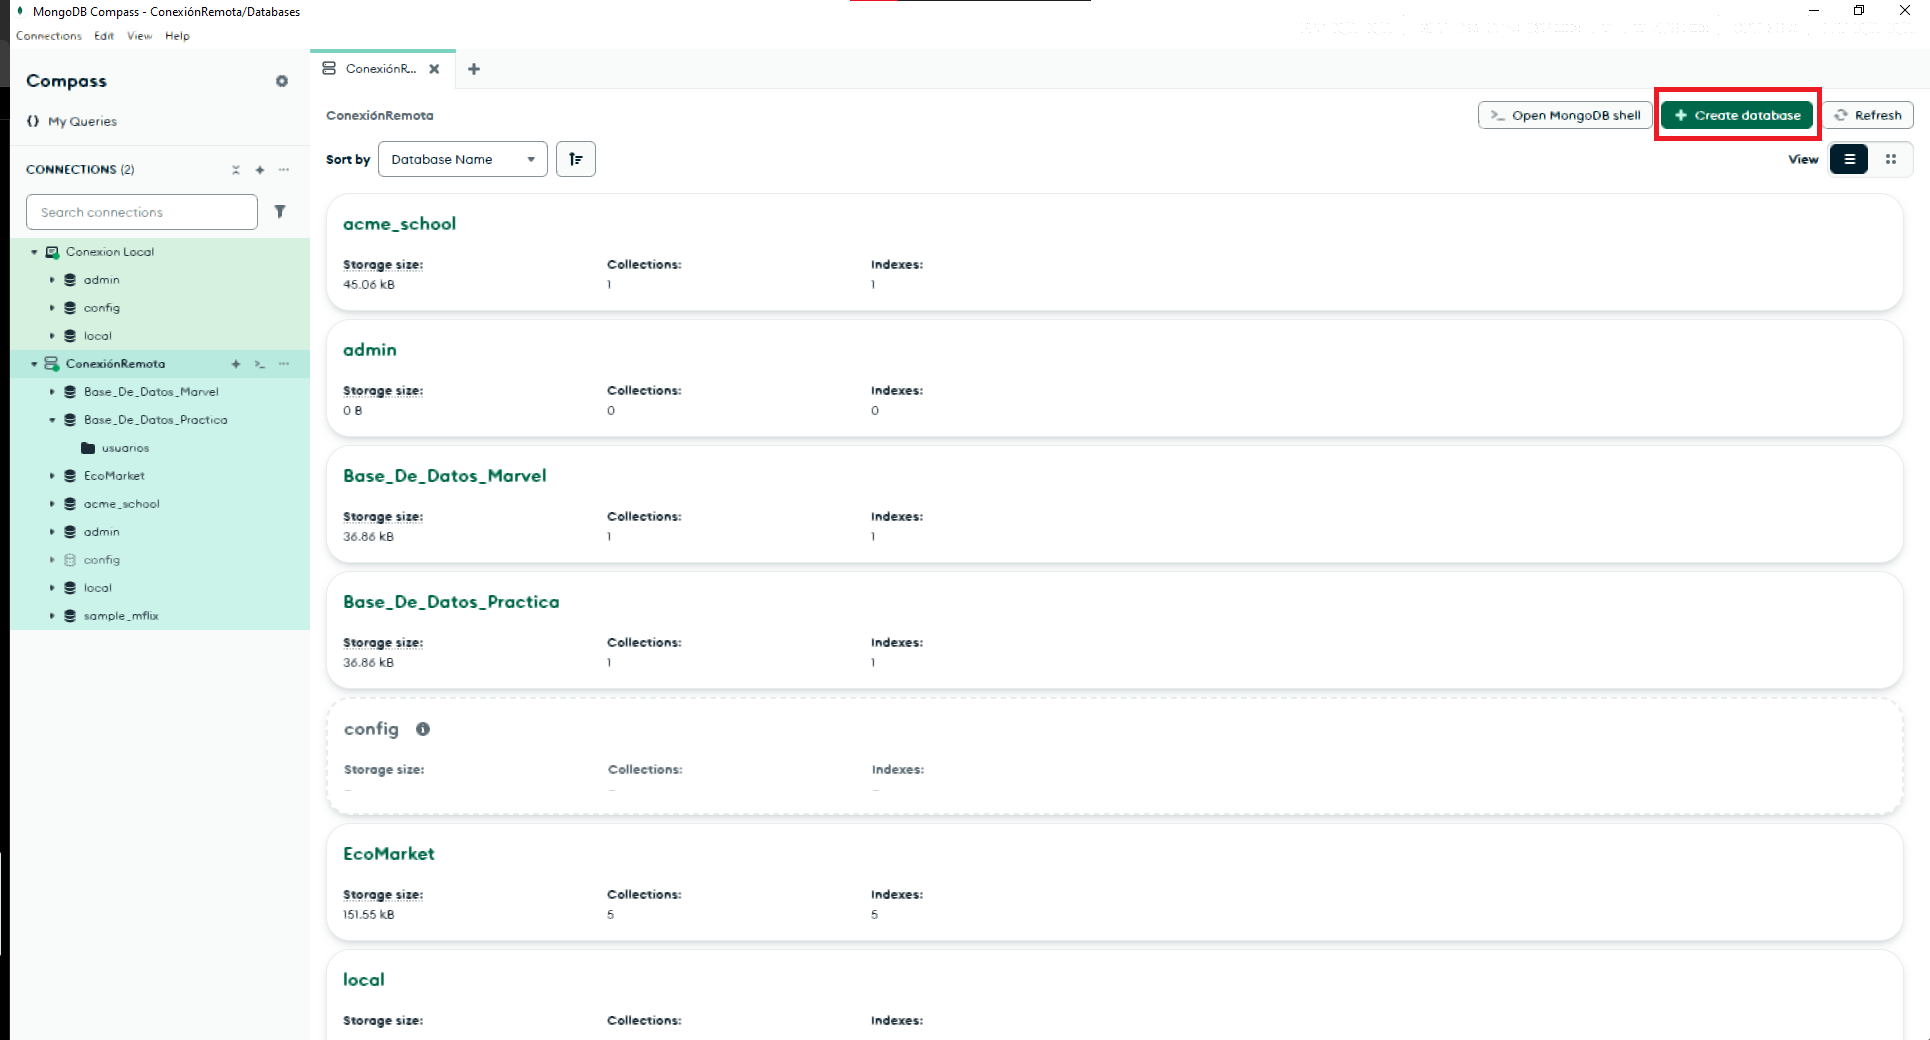 MongoDB Compass - ConexiónRemota/Databases
Connections Edit View Help
Compass
My Queries
CONNECTIONS (2)
Search connections
Conexion Local
admin
config
local
ConexiónRemota
Base_De_Datos_Marvel
Base_De_Datos_Practica
usuarios
EcoMarket
acme_school
admin
config
local
sample_mflix
ConexiónR...
ConexiónRemota
Open MongoDB shell
Create database
Refresh
Sort by
Database Name
View
acme_school
Storage size: Collections: Indexes:
45.06 kB 1 1
admin
Storage size: Collections: Indexes:
0 B 0 0
Base_De_Datos_Marvel
Storage size: Collections: Indexes:
36.86 kB 1 1
Base_De_Datos_Practica
Storage size: Collections: Indexes:
36.86 kB 1 1
config
Storage size: Collections: Indexes:
– – –
EcoMarket
Storage size: Collections: Indexes:
151.55 kB 5 5
local
Storage size: Collections: Indexes: